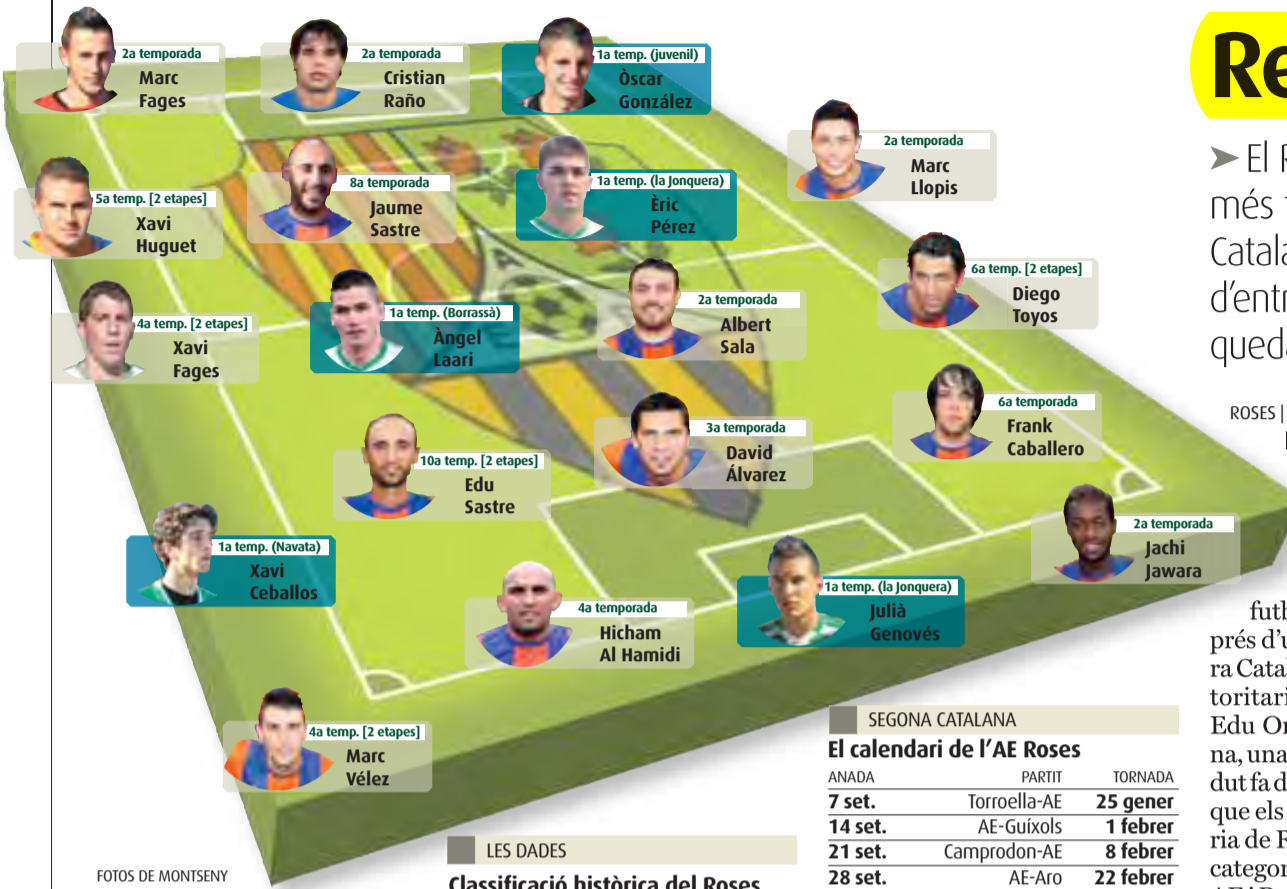 2a temporada
Marc
Fages
2a temporada
Cristian
Raño
1a temp. (juvenil)
Òscar
González
2a temporada
Marc
Llopis
5a temp. [2 etapes]
Xavi
Huguet
8a temporada
Jaume
Sastre
1a temp. (la Jonquera)
Èric
Pérez
6a temp. [2 etapes]
Diego
Toyos
4a temp. [2 etapes]
Xavi
Fages
1a temp. (Borrassà)
Àngel
Laari
2a temporada
Albert
Sala
6a temporada
Frank
Caballero
10a temp. [2 etapes]
Edu
Sastre
3a temporada
David
Álvarez
2a temporada
Jachi
Jawara
1a temp. (Navata)
Xavi
Ceballos
4a temporada
Hicham
Al Hamidi
1a temp. (la Jonquera)
Julià
Genovés
4a temp. [2 etapes]
Marc
Vélez
A
FOTOS DE MONTSENY
LES DADES
Classificació històrica del Roses
SEGONA CATALANA
El calendari de l'AE Roses
ANADA PARTIT TORNADA
7 set. Torroella-AE 25 gener
14 set. AE-Guíxols 1 febrer
21 set. Camprodon-AE 8 febrer
28 set. AE-Aro 22 febrer
Re
➤ El
més
Catala
d'entr
queda
ROSES |
futb
prés d'u
ra Catal
toritari
Edu Or
na, una
dut fa d
que els
ria de F
categor